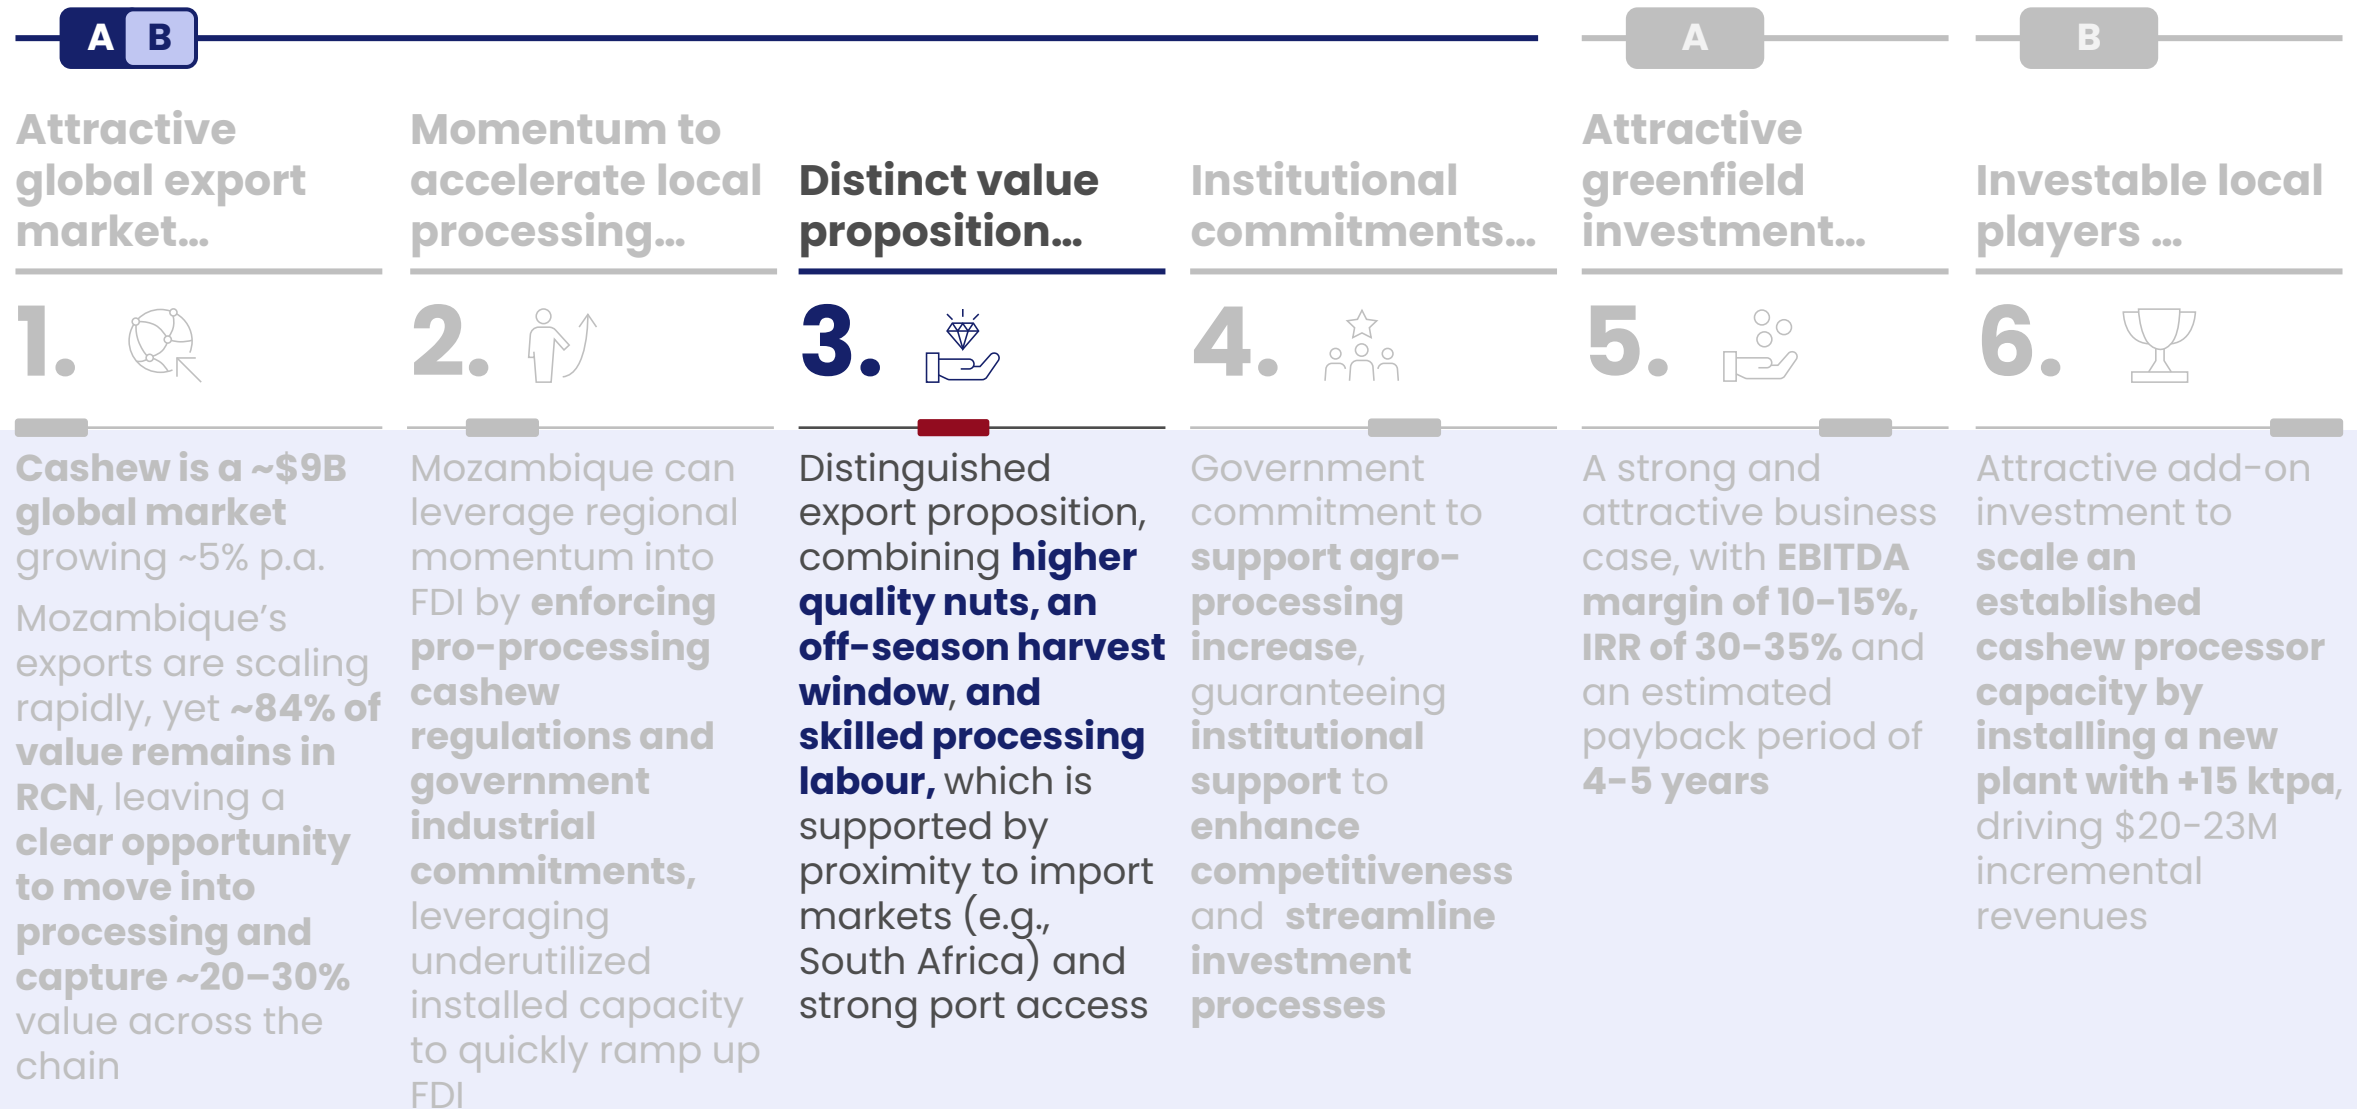 A B
A
B
Attractive
global export
market...
1.
Cashew is a ~$9B
global market
growing ~5% p.a.
Mozambique's
exports are scaling
rapidly, yet ~84% of
value remains in
RCN, leaving a
clear opportunity
to move into
processing and
capture ~20–30%
value across the
chain
Momentum to
accelerate local
processing...
2.
Mozambique can
leverage regional
momentum into
FDI by enforcing
pro-processing
cashew
regulations and
government
industrial
commitments,
leveraging
underutilized
installed capacity
to quickly ramp up
FDI
Distinct value
proposition...
3.
Distinguished
export proposition,
combining higher
quality nuts, an
off-season harvest
window, and
skilled processing
labour, which is
supported by
proximity to import
markets (e.g.,
South Africa) and
strong port access
Institutional
commitments...
4.
Government
commitment to
support agro-
processing
increase,
guaranteeing
institutional
support to
enhance
competitiveness
and streamline
investment
processes
Attractive
greenfield
investment...
5.
A strong and
attractive business
case, with EBITDA
margin of 10-15%,
IRR of 30-35% and
an estimated
payback period of
4-5 years
Investable local
players ...
6.
Attractive add-on
investment to
scale an
established
cashew processor
capacity by
installing a new
plant with +15 ktpa,
driving $20-23M
incremental
revenues